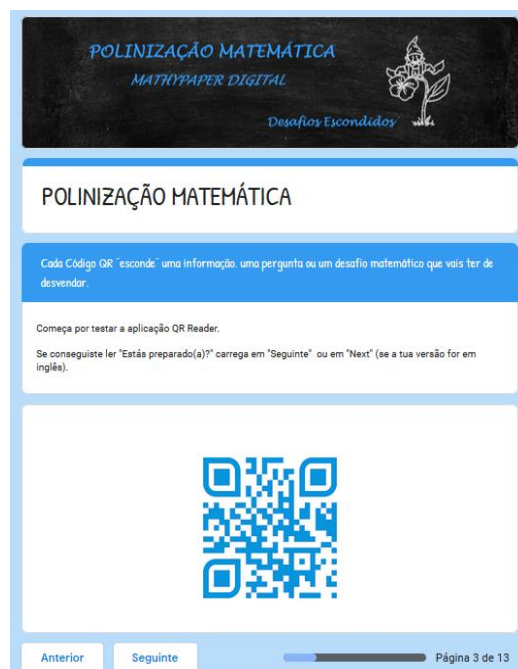 POLINIZAÇÃO MATEMÁTICA
MATHYPAPER DIGITAL
Desafios Escondidos
POLINIZAÇÃO MATEMÁTICA
Cada Código QR "esconde" uma informação, uma pergunta ou um desafio matemático que vais ter de
desvendar.
Começa por testar a aplicação QR Reader.
Se conseguiste ler "Estás preparado(a)?" carrega em "Seguinte" ou em "Next" (se a tua versão for em
inglês).
Anterior
Seguinte
Página 3 de 13